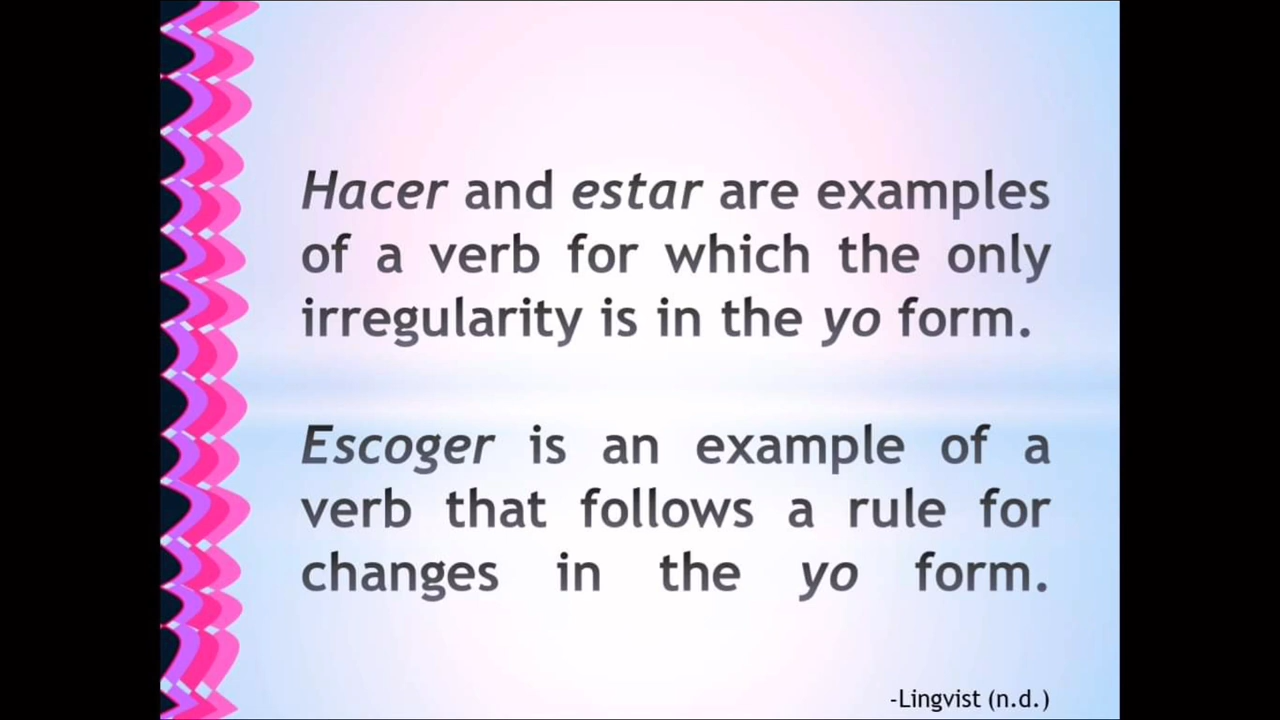 Hacer and estar are examples
of a verb for which the only
irregularity is in the yo form.
Escoger is an example of a
verb that follows a rule for
changes in the yo form.
-Lingvist (n.d.)